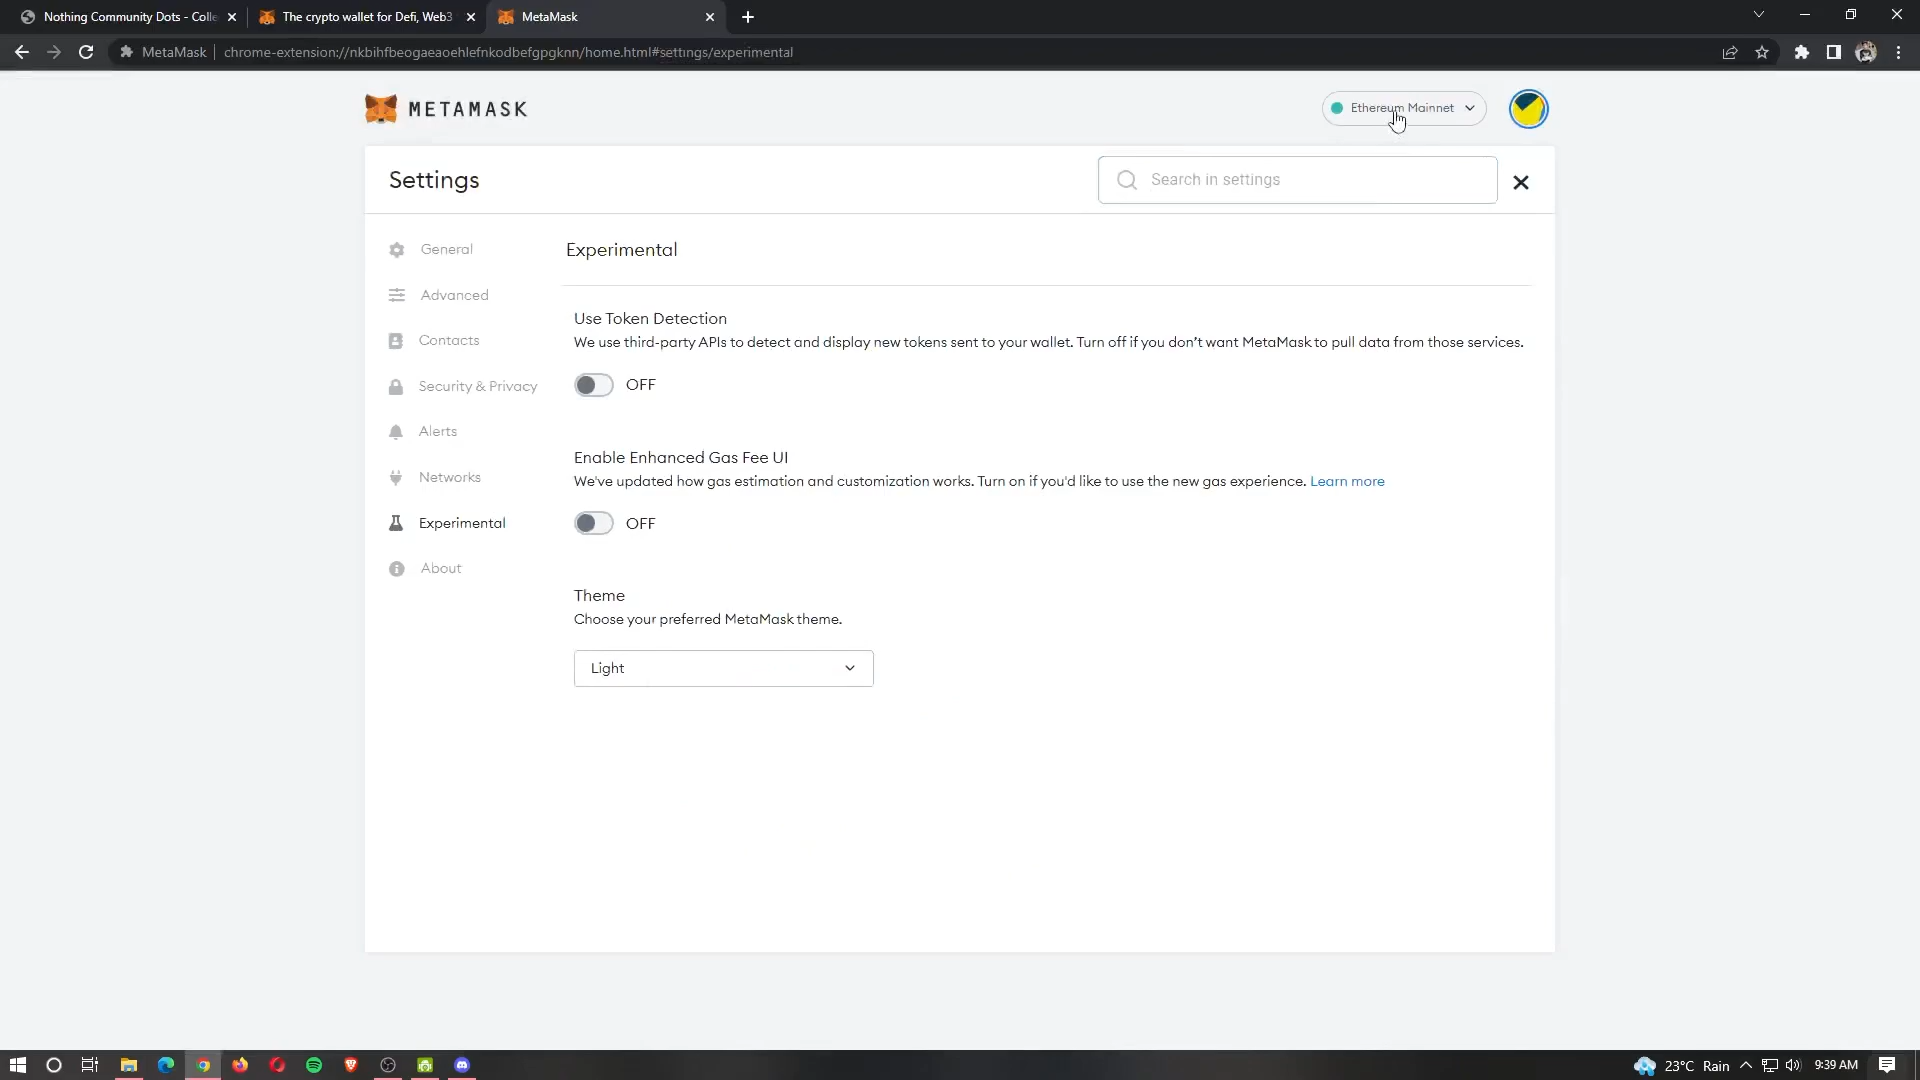 Nothing Community Dots - Colle
The crypto wallet for Defi, Web3
MetaMask
MetaMask
chrome-extension://nkbihfbeogaeaoehlefnkodbefgpgknn/home.html#settings/experimental
METAMASK
Ethereum Mainnet
Settings
Search in settings
General
Advanced
Contacts
Security & Privacy
Alerts
Networks
Experimental
About
Experimental
Use Token Detection
We use third-party APIs to detect and display new tokens sent to your wallet. Turn off if you don’t want MetaMask to pull data from those services.
OFF
Enable Enhanced Gas Fee UI
We've updated how gas estimation and customization works. Turn on if you'd like to use the new gas experience. Learn more
OFF
Theme
Choose your preferred MetaMask theme.
Light
23°C Rain
9:39 AM